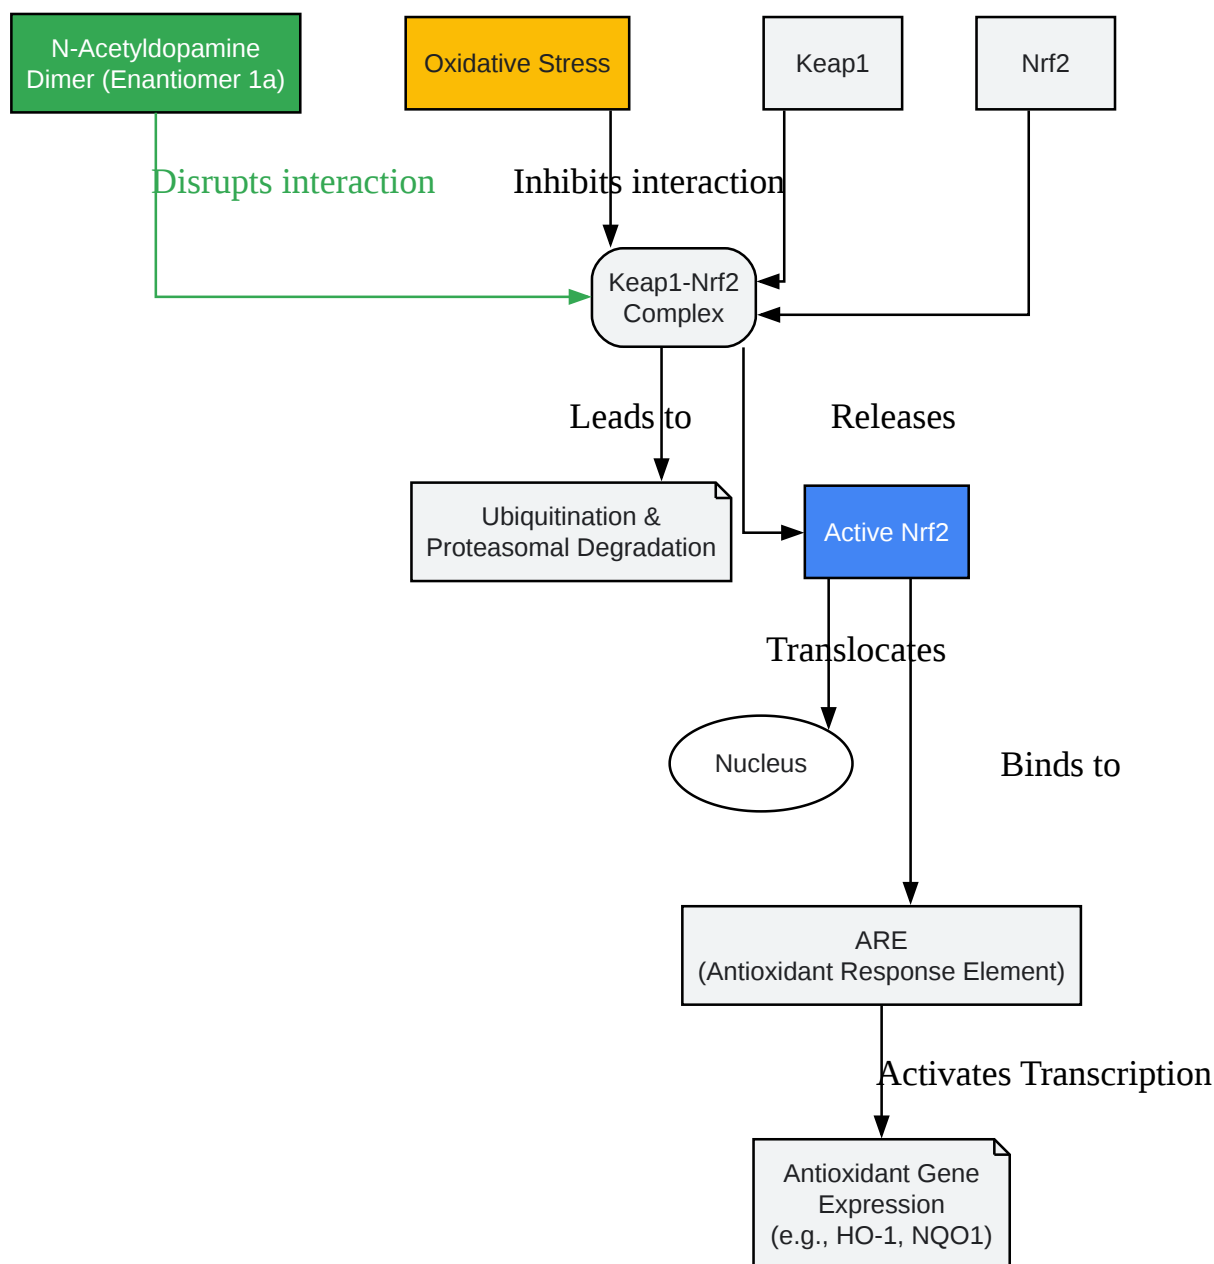 N-Acetyldopamine
Dimer (Enantiomer 1a)
Oxidative Stress
Keap1
Nrf2
Disrupts interaction
Inhibits interaction
Keap1-Nrf2
Complex
Leads to
Releases
Ubiquitination &
Proteasomal Degradation
Active Nrf2
Translocates
Nucleus
Binds to
ARE
(Antioxidant Response Element)
Activates Transcription
Antioxidant Gene
Expression
(e.g., HO-1, NQO1)